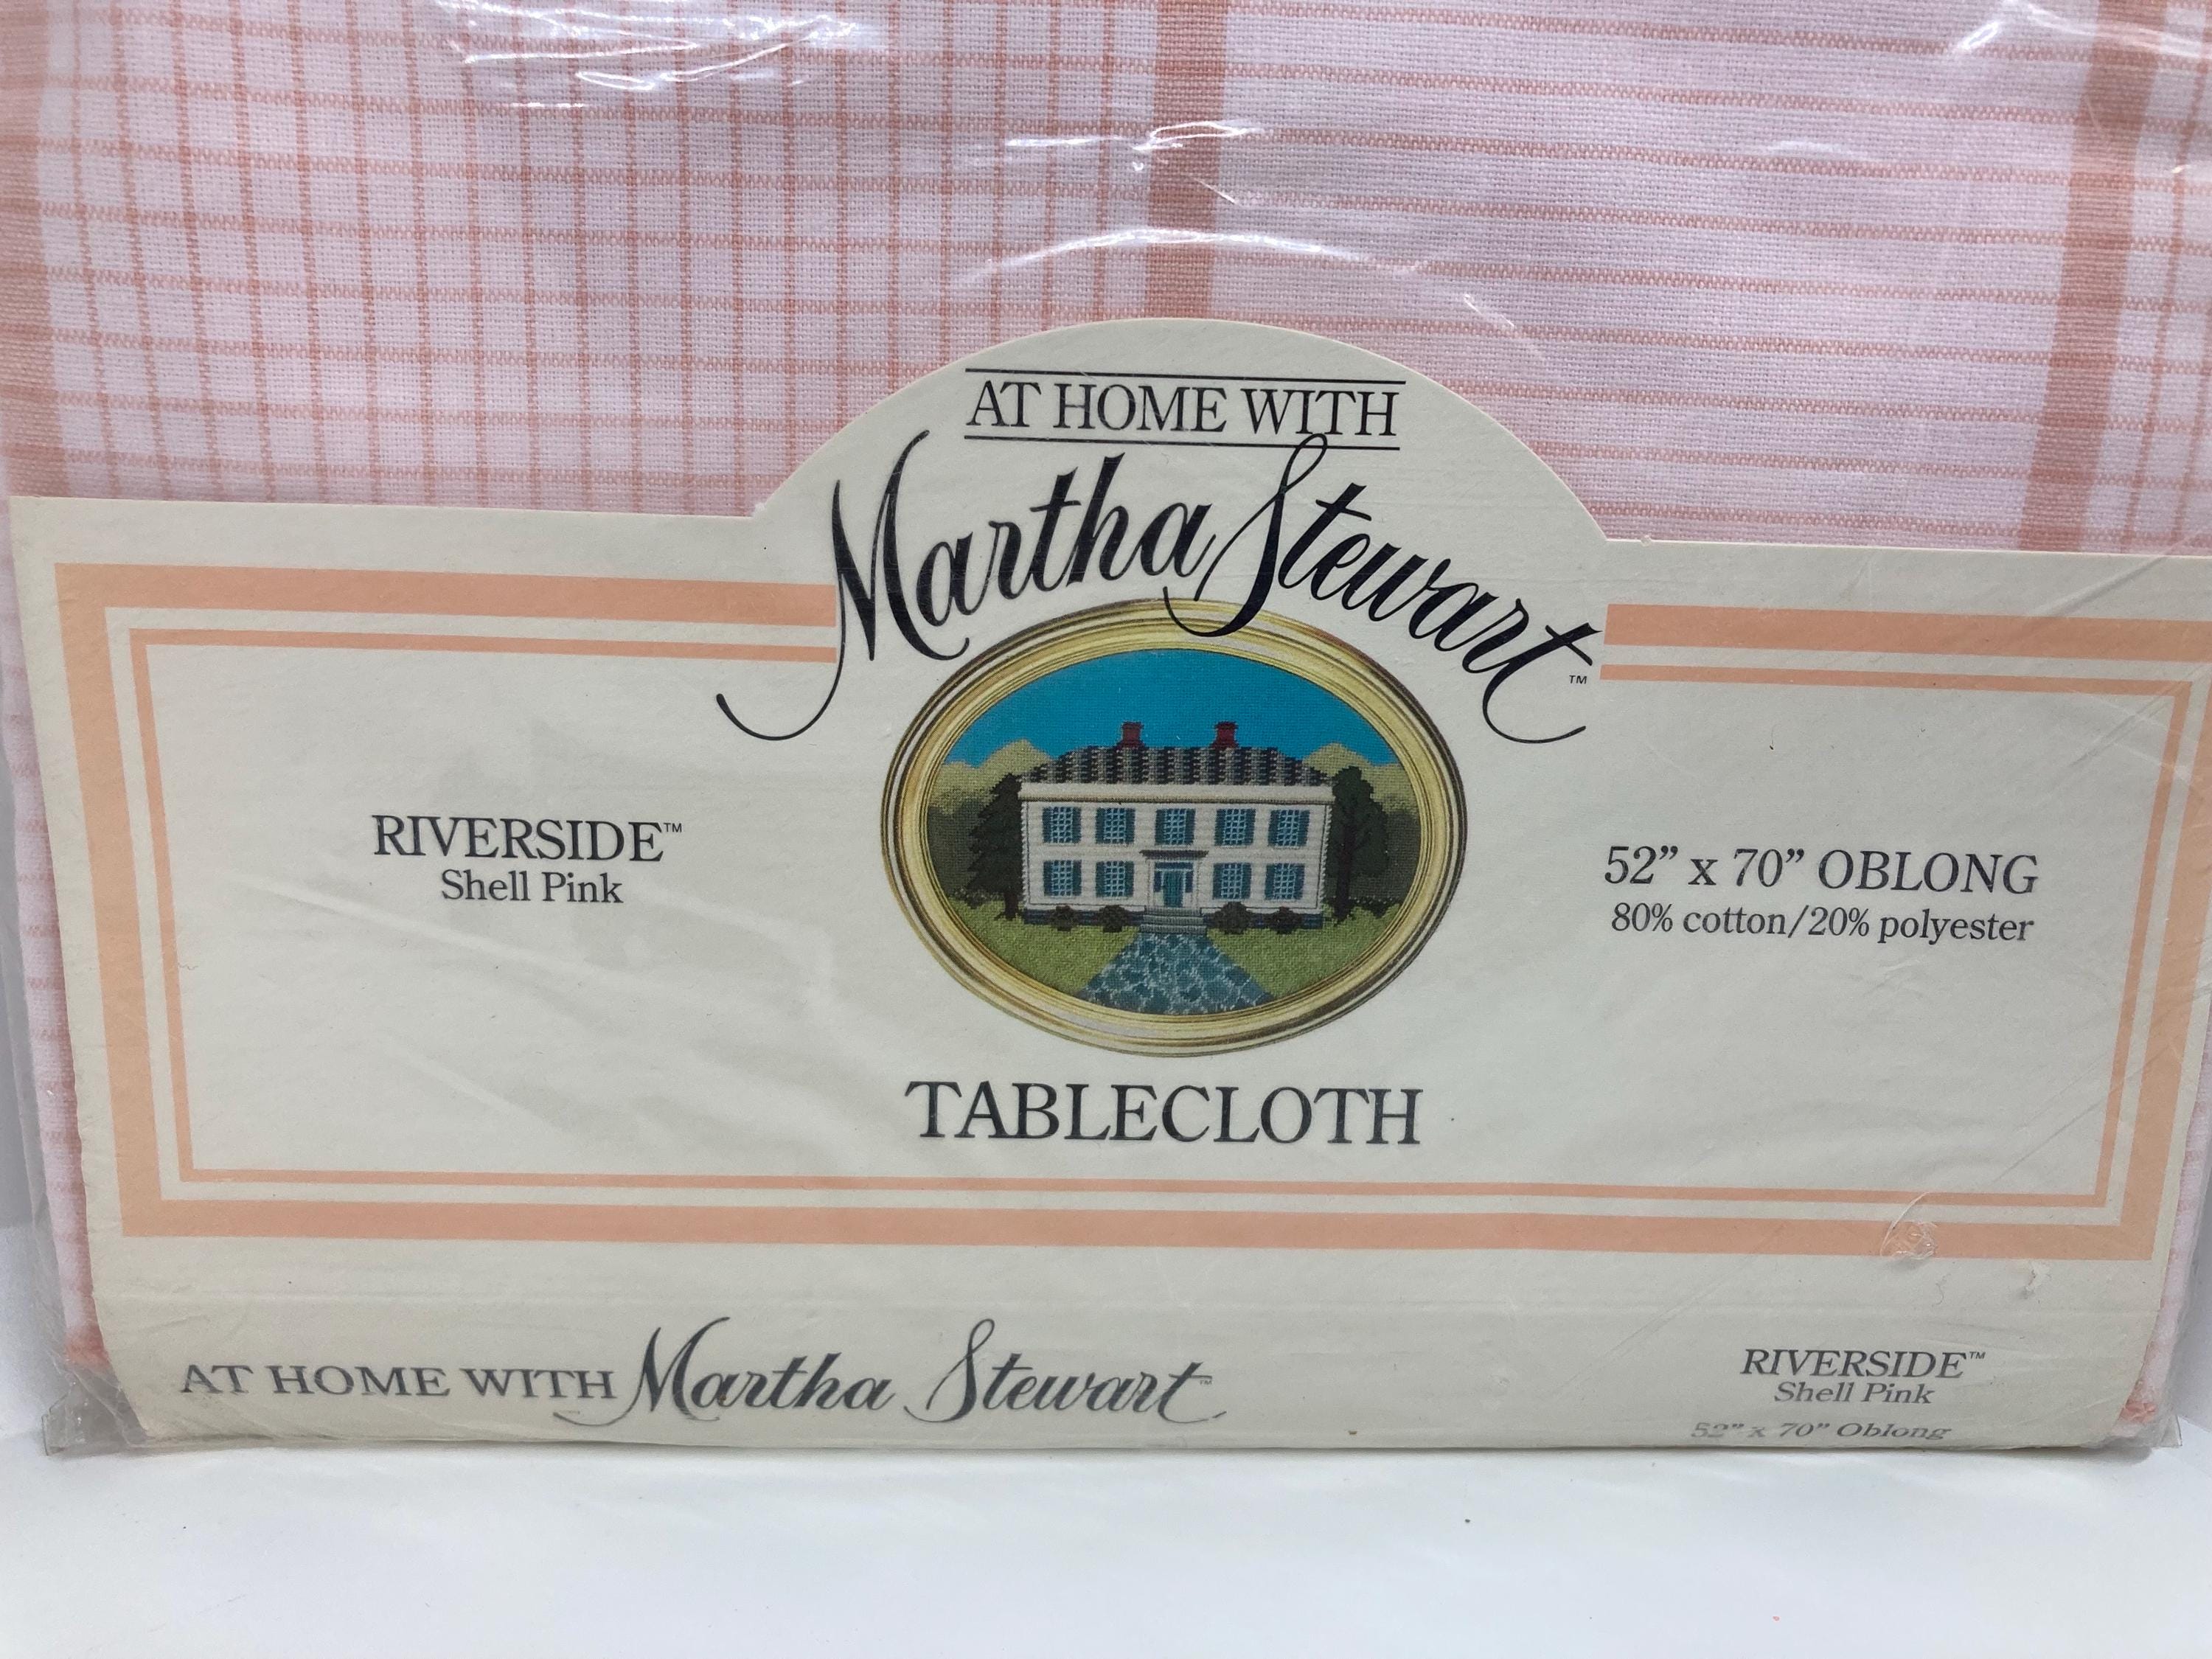 AT HOME WITH
Martha Stewart™
RIVERSIDE™
Shell Pink
52” x 70” OBLONG
80% cotton/20% polyester
TABLECLOTH
AT HOME WITH Martha Stewart™
RIVERSIDE™
Shell Pink
52” x 70” Oblong